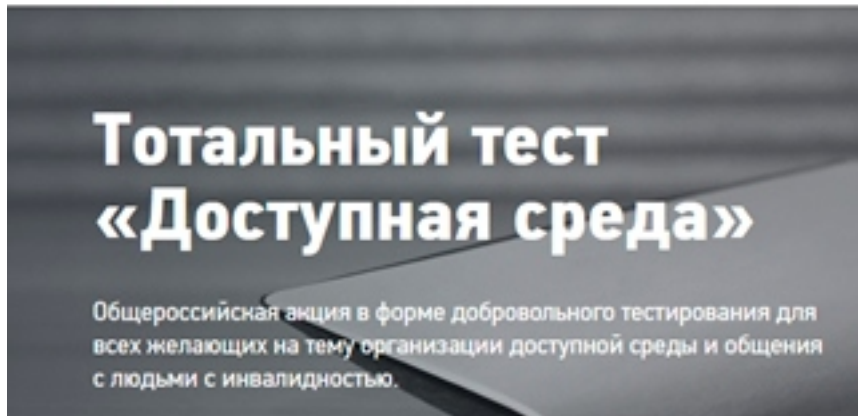 Тотальный тест
«Доступная среда»
Общероссийская акция в форме добровольного тестирования для
всех желающих на тему организации доступной среды и общения
с людьми с инвалидностью.